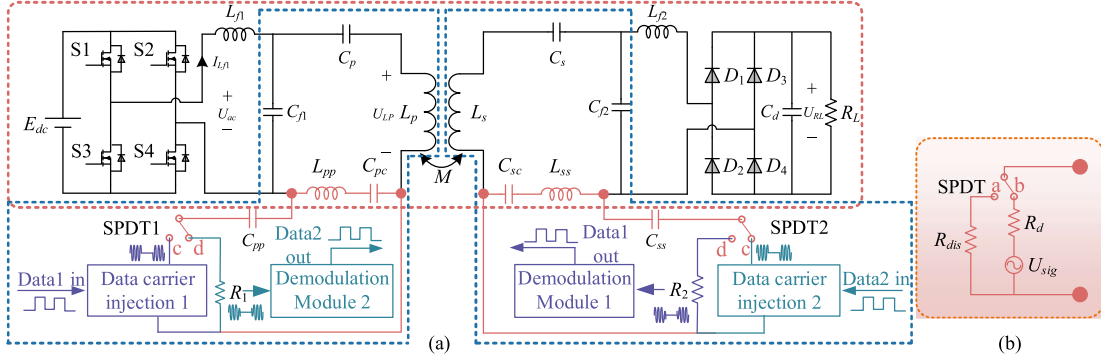 L_f1
C_p
C_s
L_f2
S1
S2
I_Lf1
+
U_ac
−
C_f1
+
U_LP
−
L_p
L_s
C_f2
D_1
D_3
C_d
+
U_RL
−
R_L
E_dc
S3
S4
D_2
D_4
L_pp
C_pc
M
C_sc
L_ss
SPDT1
C_pp
C_ss
SPDT2
c
d
d
c
Data1 in
Data carrier
injection 1
R_1
Data2
out
Demodulation
Module 2
Data1
out
Demodulation
Module 1
R_2
Data carrier
injection 2
Data2 in
(a)
SPDT
a
b
R_dis
R_d
U_sig
(b)